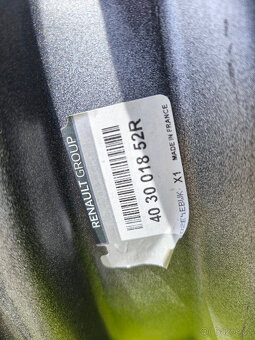 RENAULT GROUP
40 30 018 52R
X1
MADE IN FRANCE